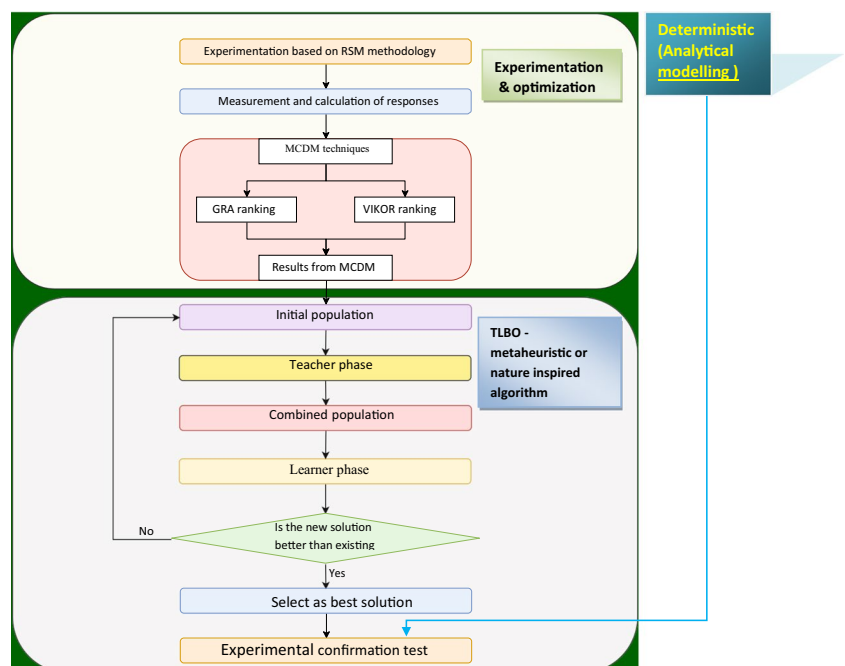 Experimentation based on RSM methodology
Experimentation
& optimization
Deterministic
(Analytical
modelling )
Measurement and calculation of responses
MCDM techniques
GRA ranking
VIKOR ranking
Results from MCDM
Initial population
TLBO -
metaheuristic or
nature inspired
algorithm
Teacher phase
Combined population
Learner phase
Is the new solution
better than existing
No
Yes
Select as best solution
Experimental confirmation test